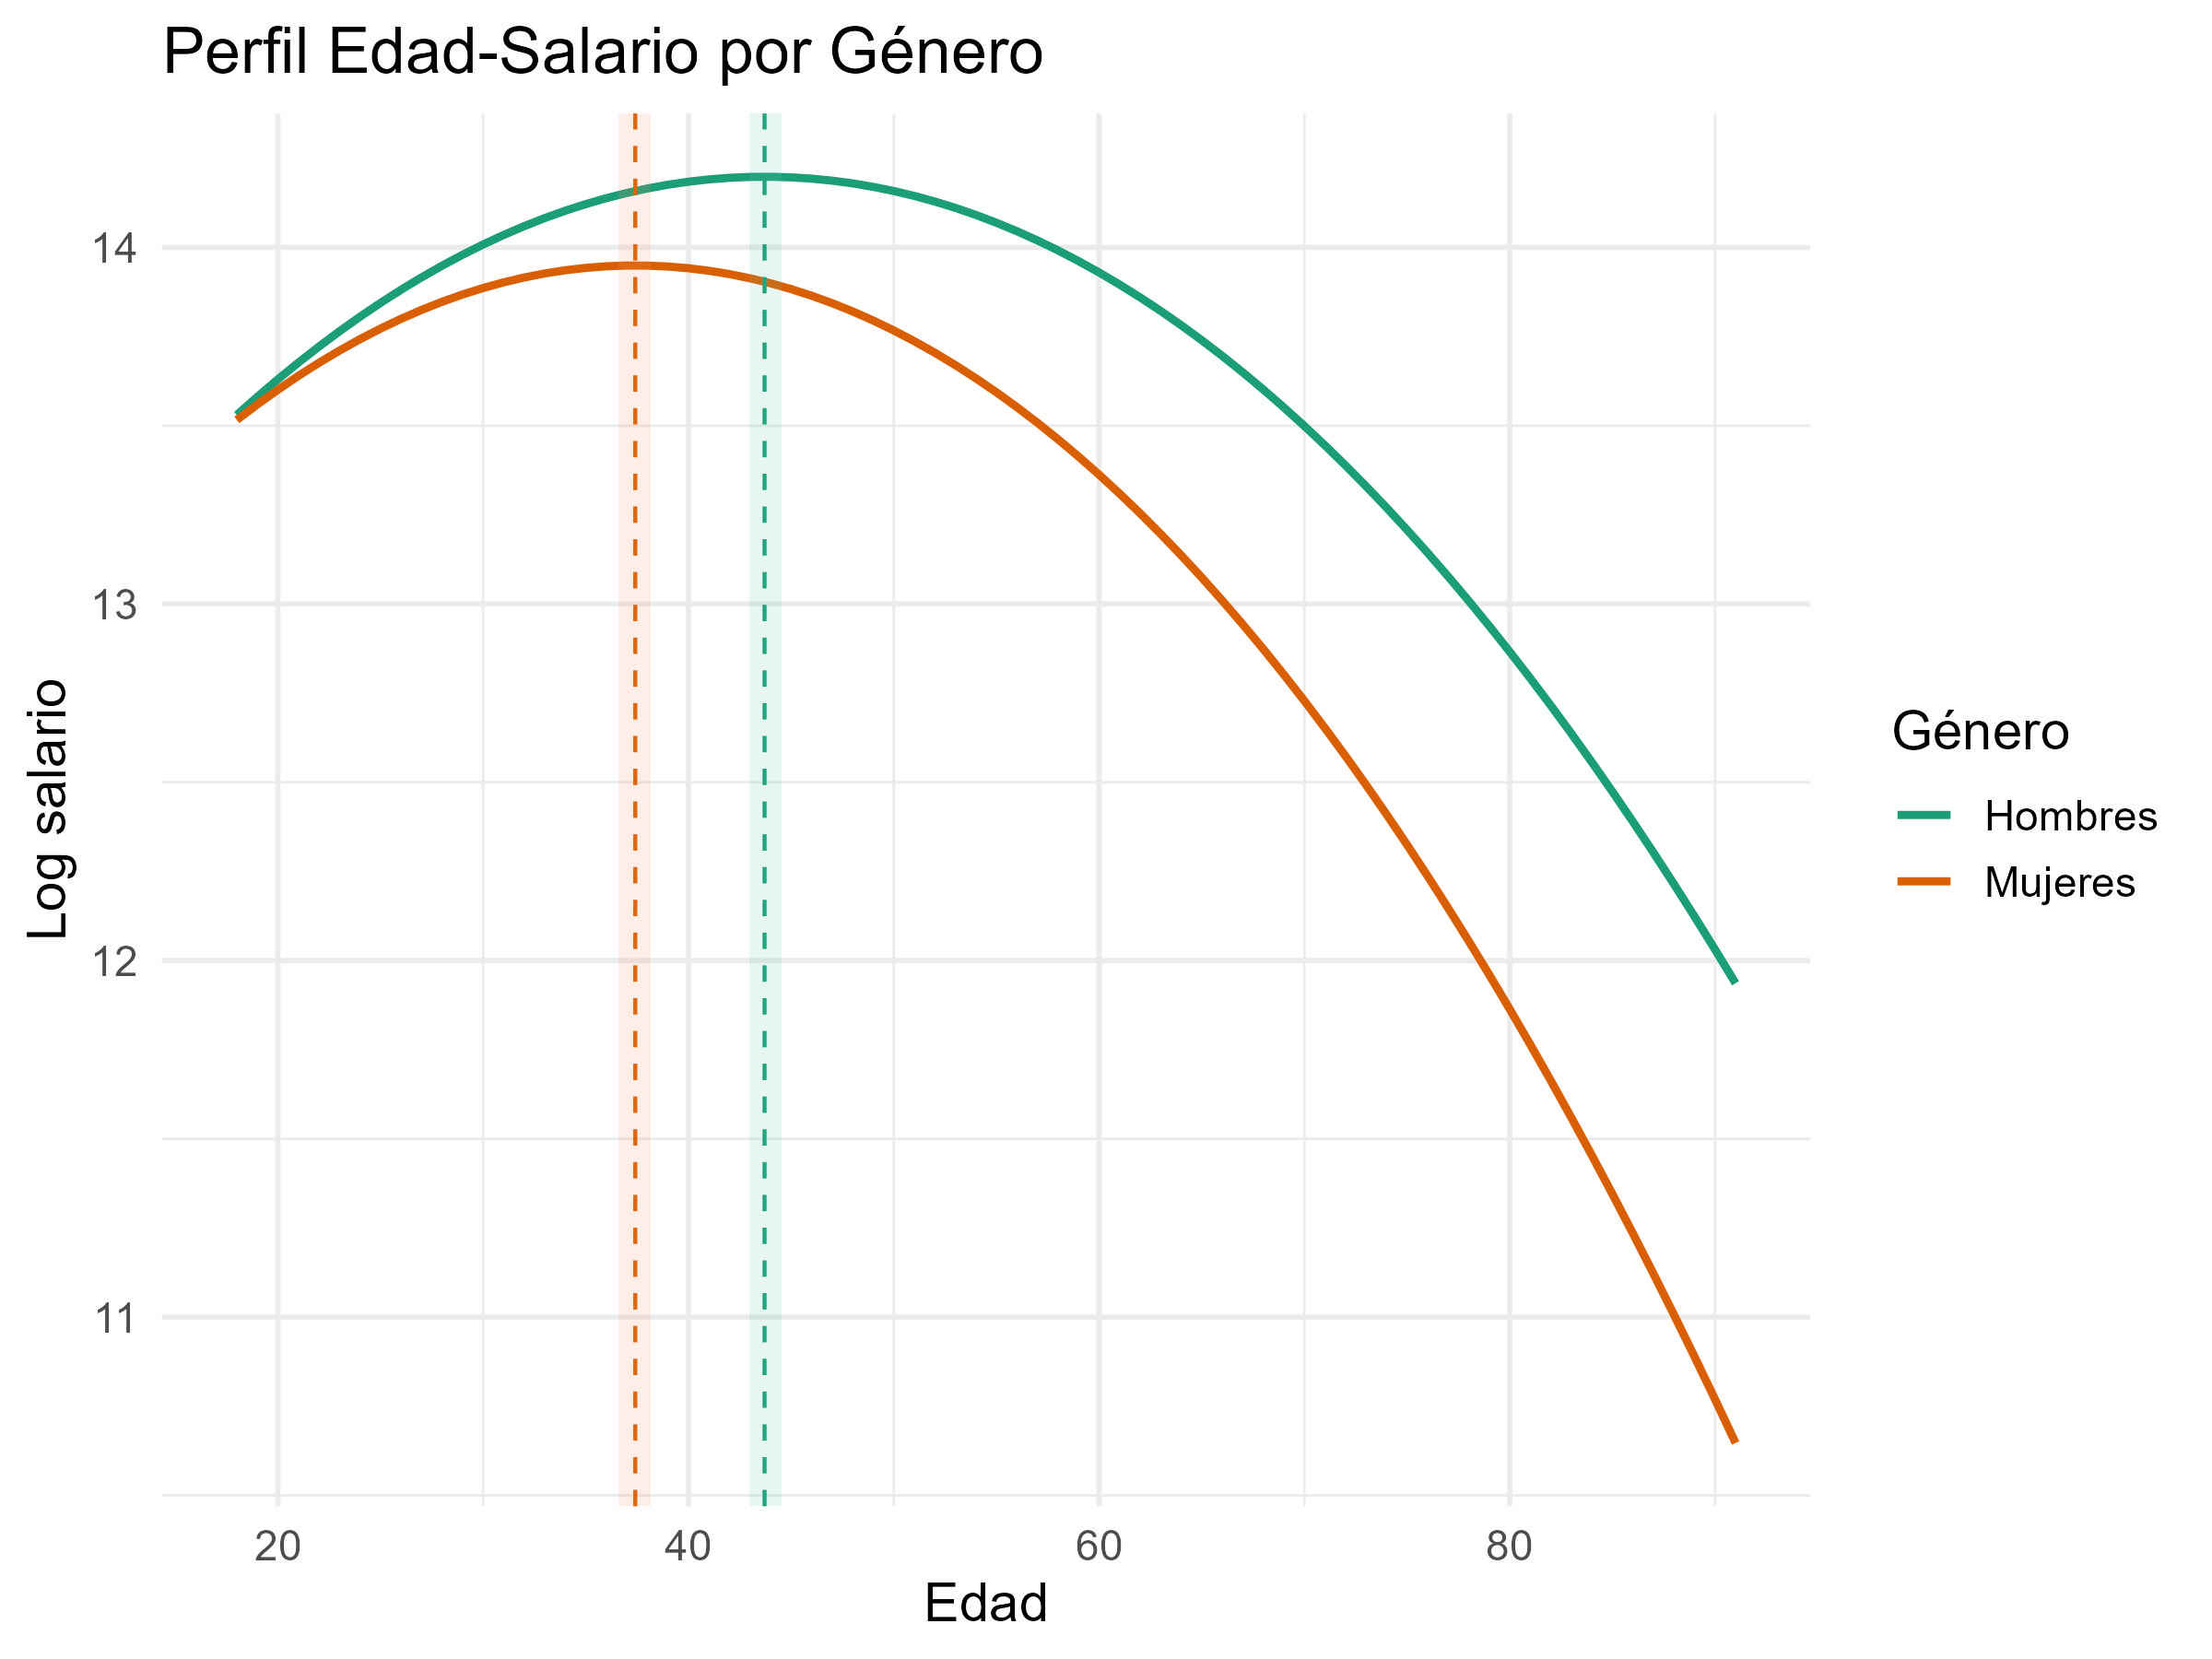 Perfil Edad-Salario por Género
14
13
12
11
Log salario
20 40 60 80
Edad
Género
Hombres
Mujeres